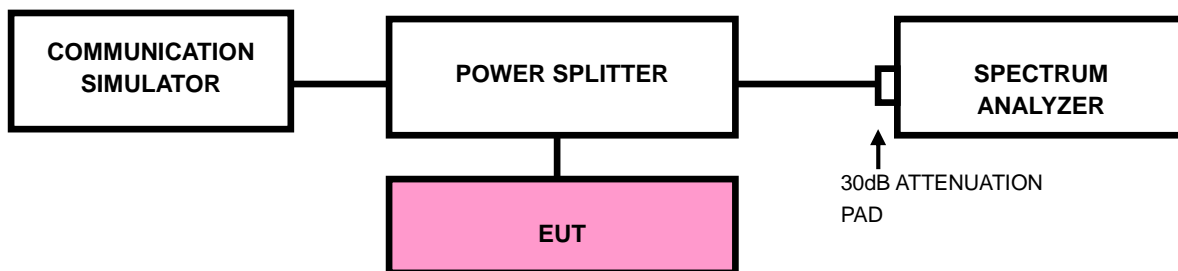 COMMUNICATION
SIMULATOR
POWER SPLITTER
SPECTRUM
ANALYZER
30dB ATTENUATION
PAD
EUT